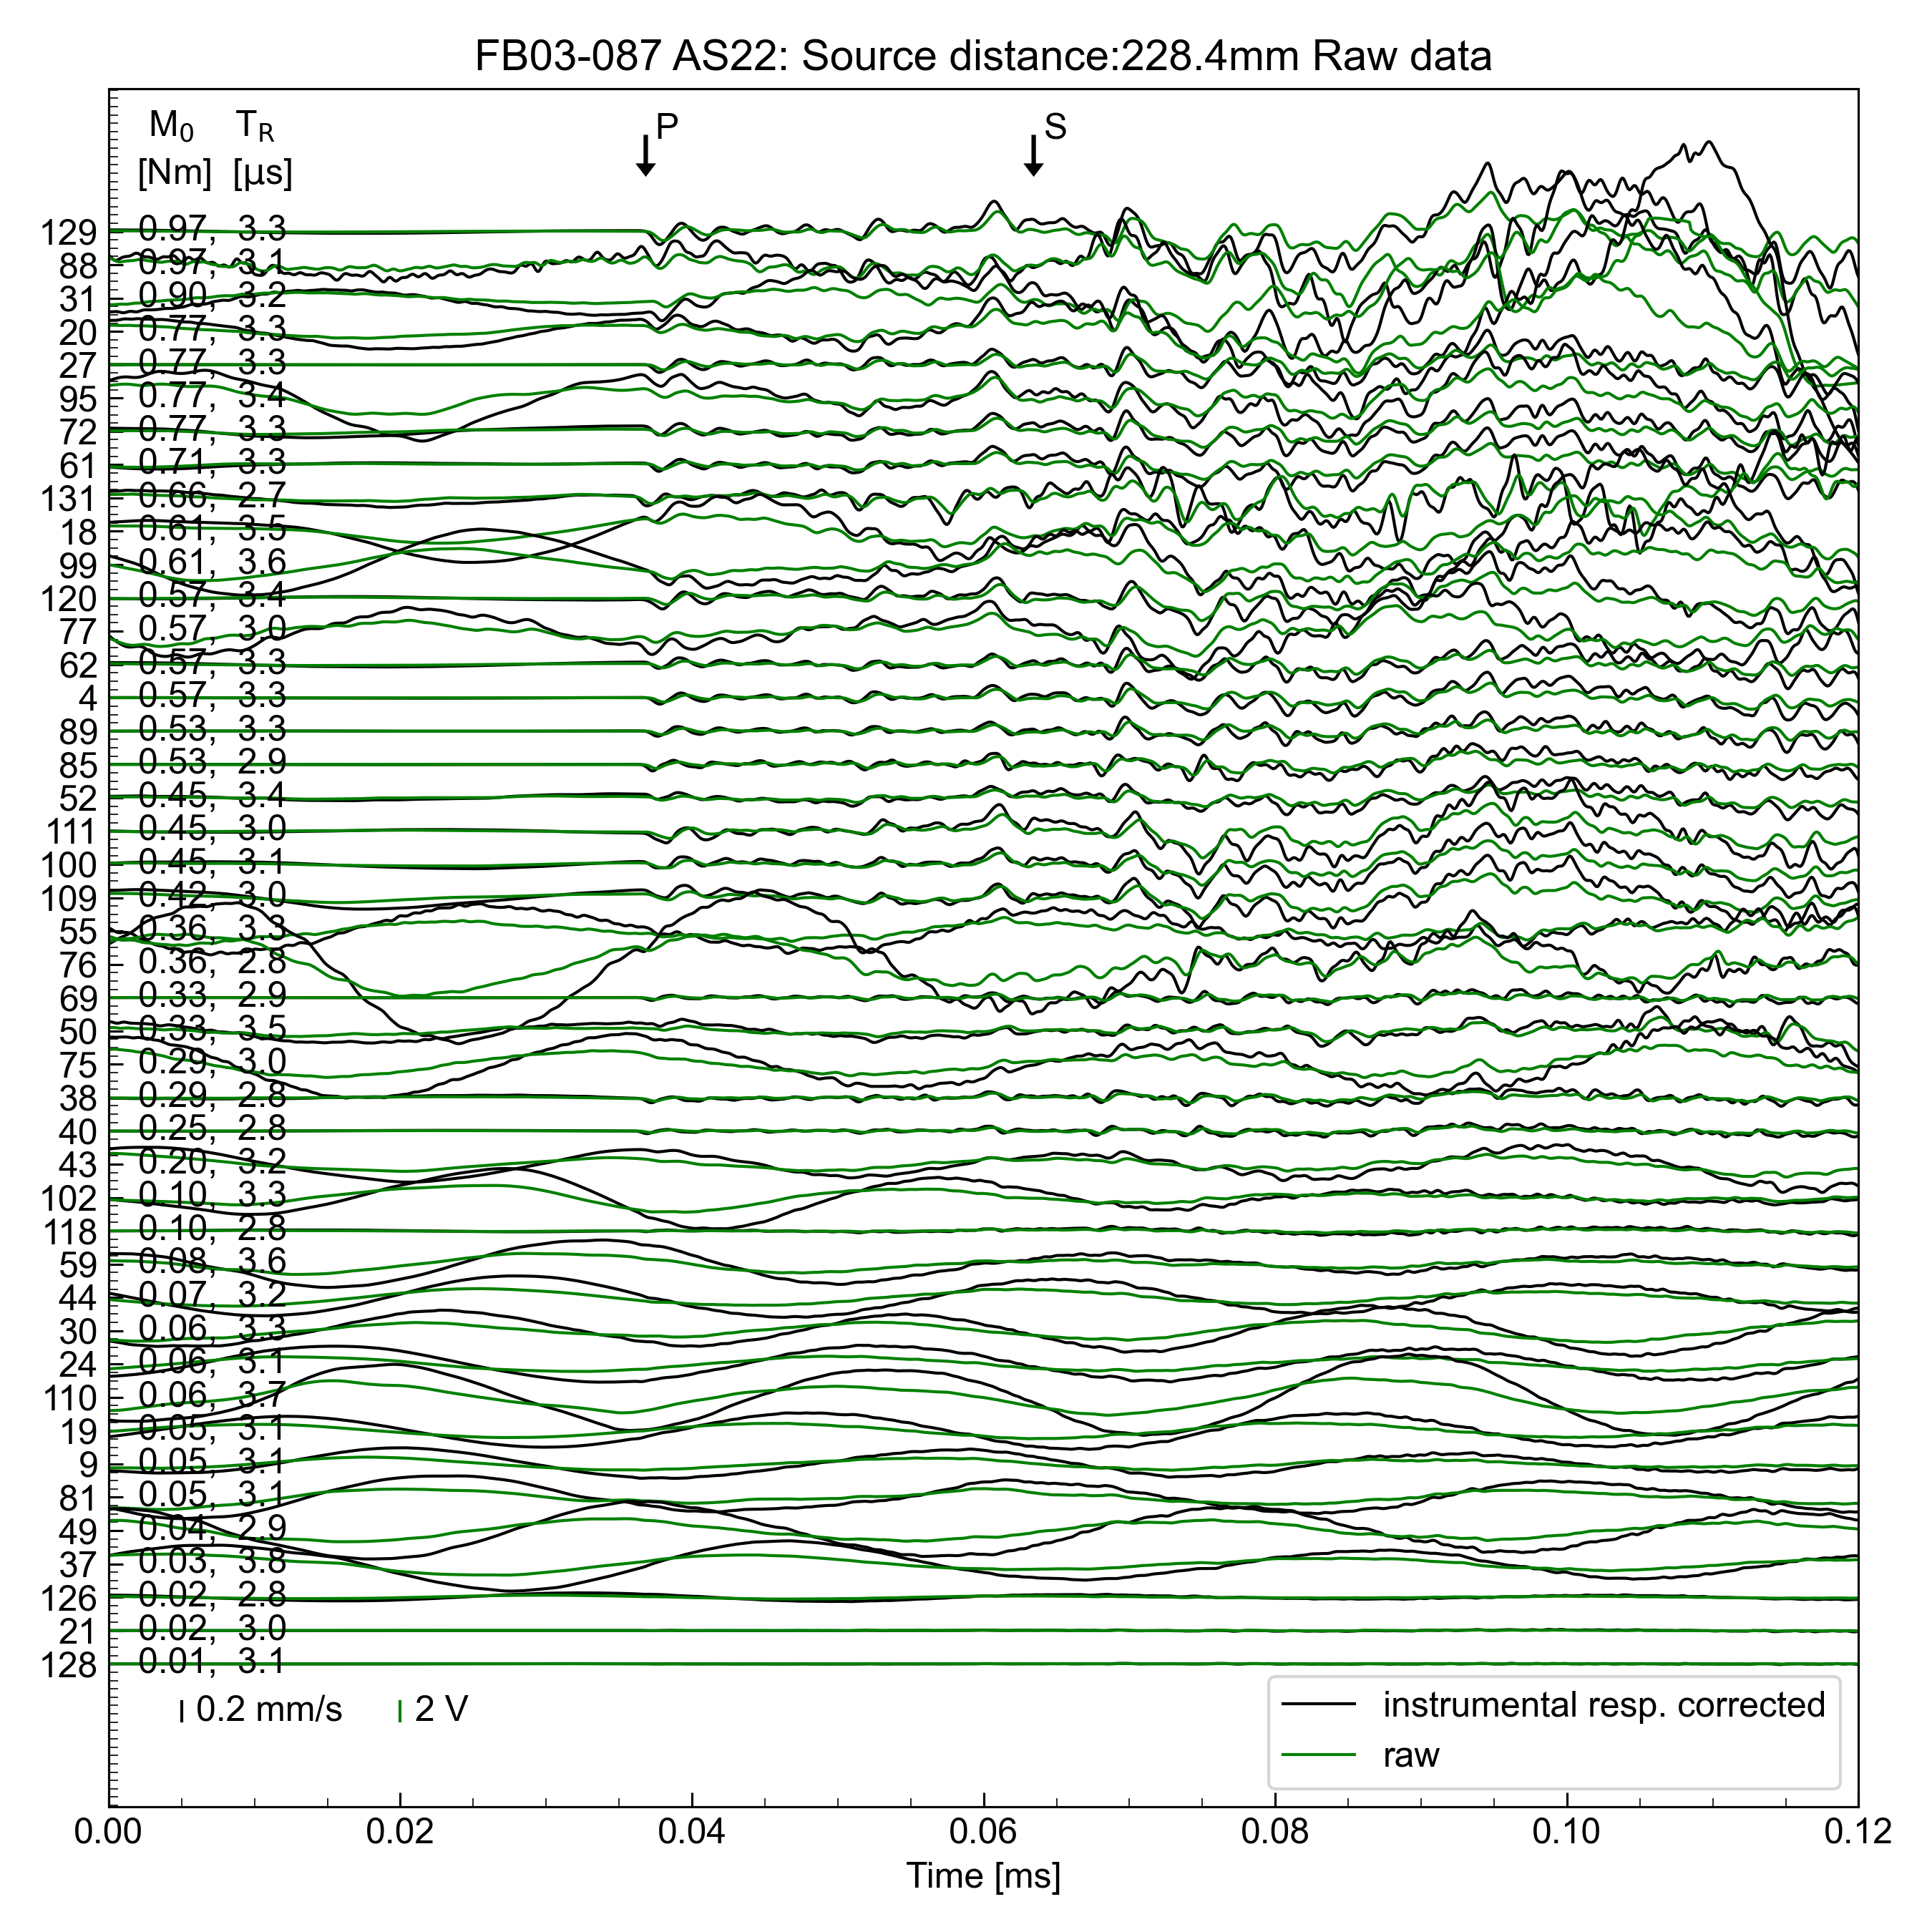 FB03-087 AS22: Source distance:228.4mm Raw data
M0 TR P S
[Nm] [μs]
129 0.97, 3.3
88 0.97, 3.1
31 0.90, 3.2
20 0.77, 3.3
27 0.77, 3.3
95 0.77, 3.4
72 0.77, 3.3
61 0.71, 3.3
131 0.66, 2.7
18 0.61, 3.5
99 0.61, 3.6
120 0.57, 3.4
77 0.57, 3.0
62 0.57, 3.3
4 0.57, 3.3
89 0.53, 3.3
85 0.53, 2.9
52 0.45, 3.4
111 0.45, 3.0
100 0.45, 3.1
109 0.42, 3.0
55 0.36, 3.3
76 0.36, 2.8
69 0.33, 2.9
50 0.33, 3.5
75 0.29, 3.0
38 0.29, 2.8
40 0.25, 2.8
43 0.20, 3.2
102 0.10, 3.3
118 0.10, 2.8
59 0.08, 3.6
44 0.07, 3.2
30 0.06, 3.3
24 0.06, 3.1
110 0.06, 3.7
19 0.05, 3.1
9 0.05, 3.1
81 0.05, 3.1
49 0.04, 2.9
37 0.03, 3.8
126 0.02, 2.8
21 0.02, 3.0
128 0.01, 3.1
0.2 mm/s 2 V
instrumental resp. corrected
raw
0.00 0.02 0.04 0.06 0.08 0.10 0.12
Time [ms]